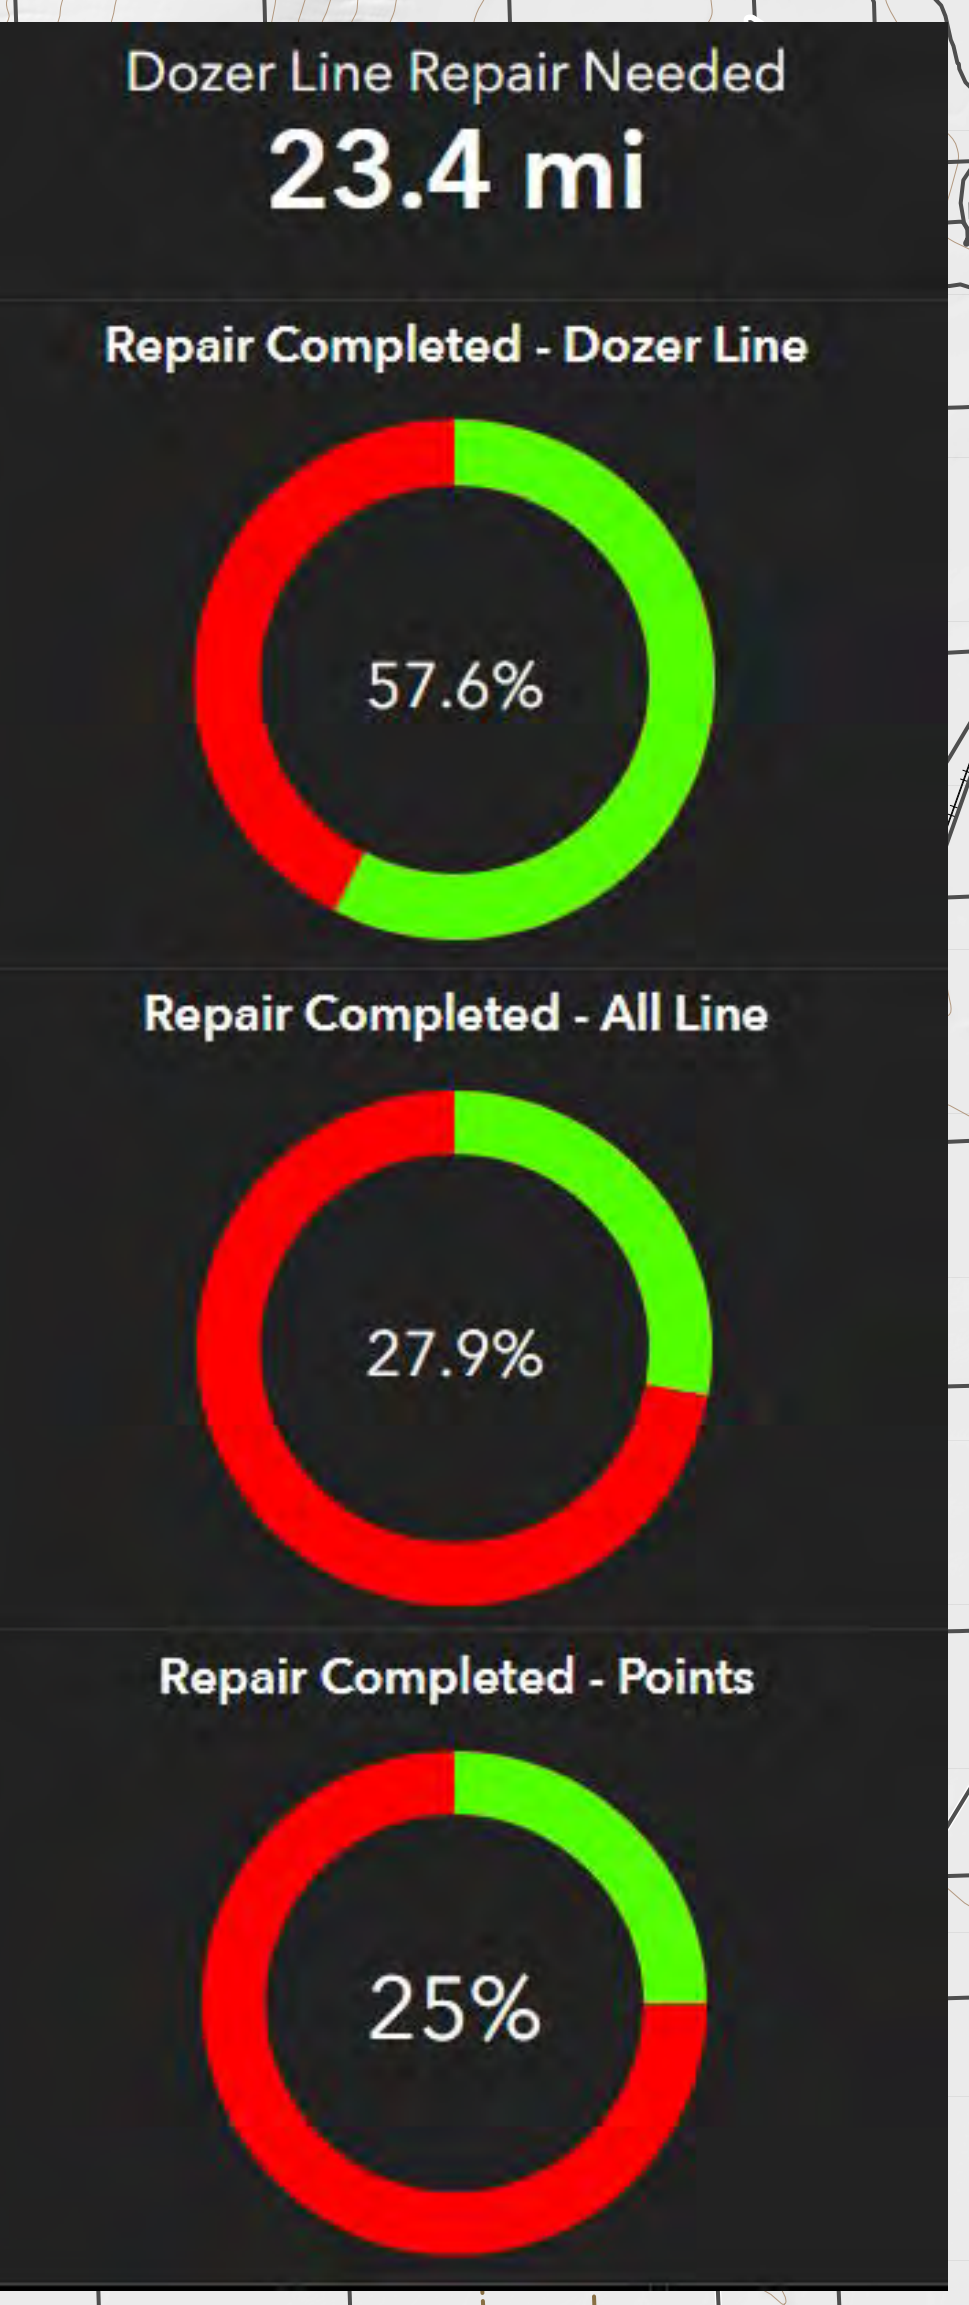 Dozer Line Repair Needed
23.4 mi
Repair Completed - Dozer Line
57.6%
Repair Completed - All Line
27.9%
Repair Completed - Points
25%